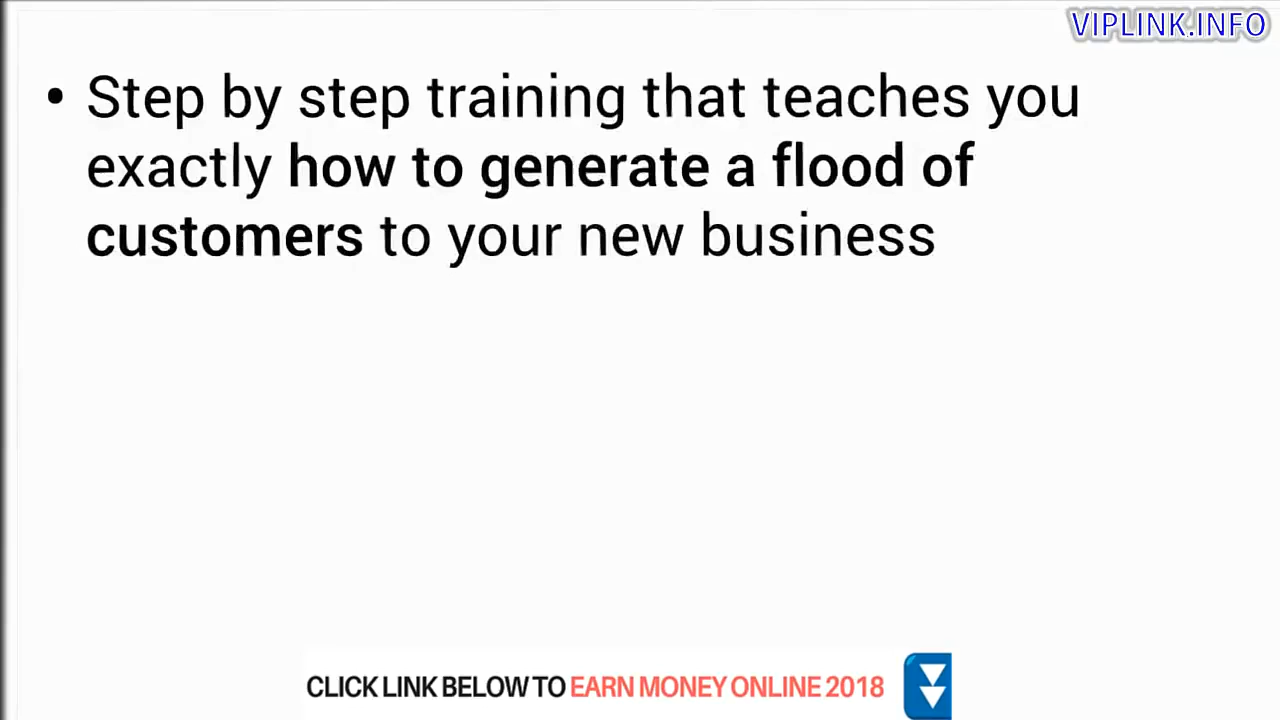 VIPLINK.INFO
• Step by step training that teaches you
exactly how to generate a flood of
customers to your new business
CLICK LINK BELOW TO EARN MONEY ONLINE 2018